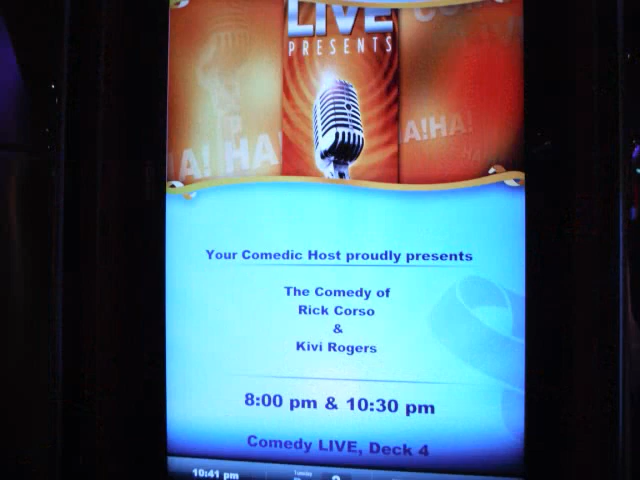 LIVE
PRESENTS
HA! HA!
A!HA!
Your Comedic Host proudly presents
The Comedy of
Rick Corso
&
Kivi Rogers
8:00 pm & 10:30 pm
Comedy LIVE, Deck 4
10:41 pm
Tuesday